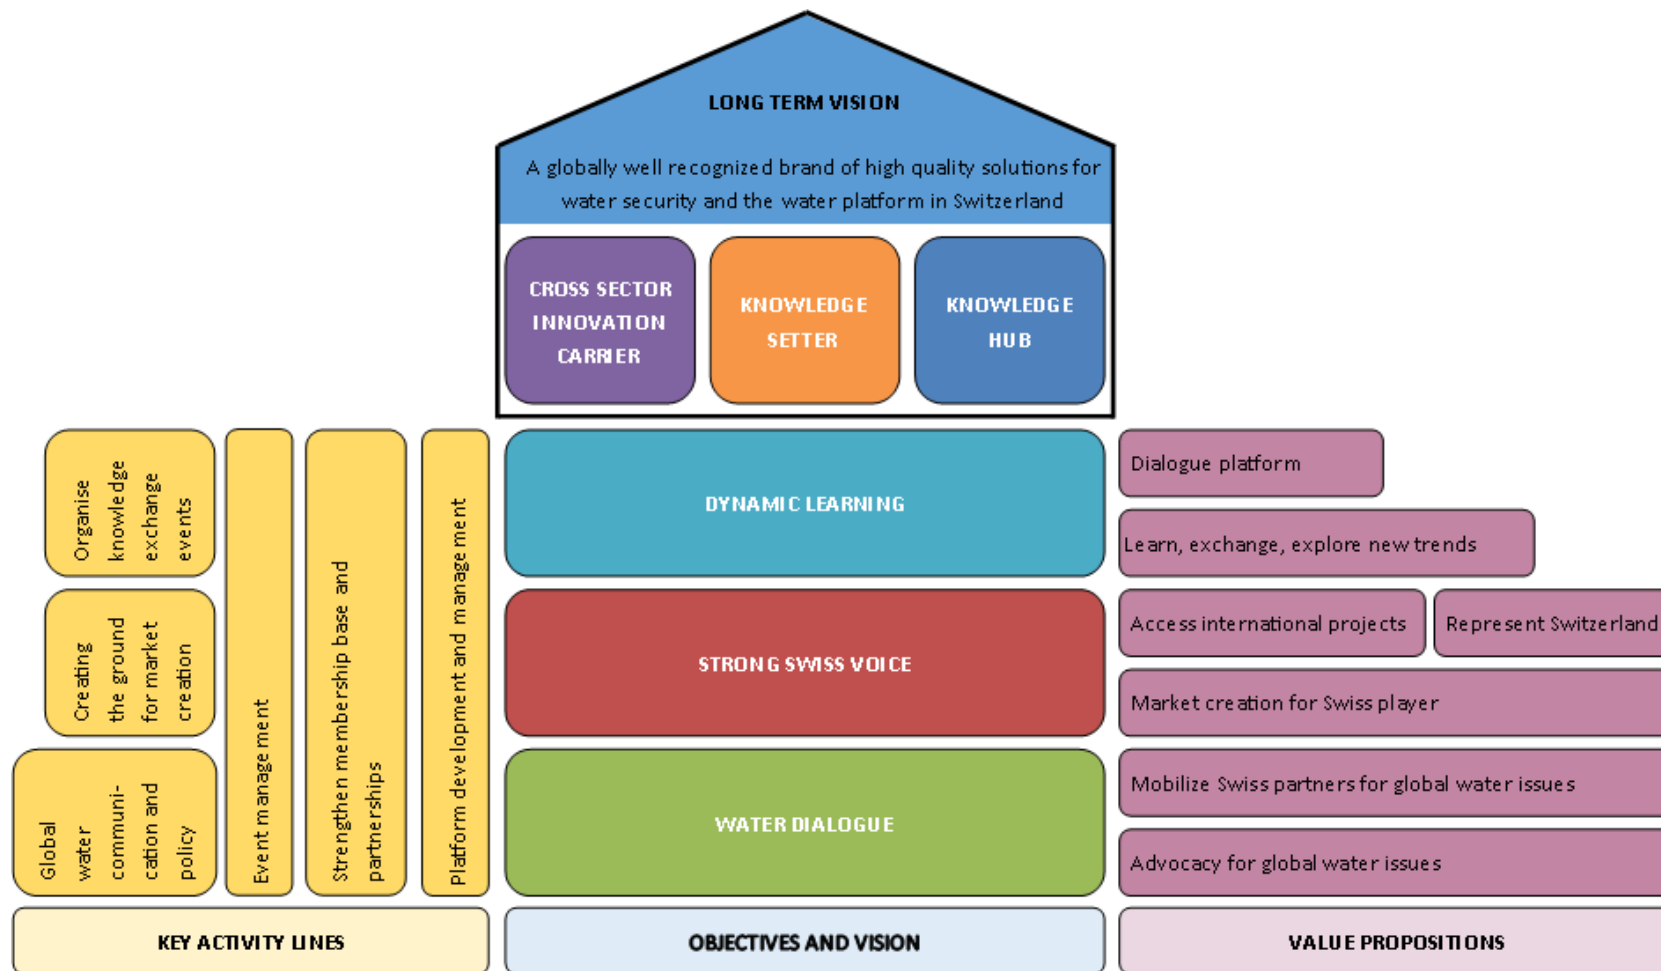 LONG TERM VISION
A globally well recognized brand of high quality solutions for
water security and the water platform in Switzerland
CROSS SECTOR
INNOVATION
CARRIER
KNOWLEDGE
SETTER
KNOWLEDGE
HUB
Organise
knowledge
exchange
events
Creating
the ground
for market
creation
Global
water
communi-
cation and
policy
Event management
Strengthen membership base and
partnerships
Platform development and management
DYNAMIC LEARNING
STRONG SWISS VOICE
WATER DIALOGUE
Dialogue platform
Learn, exchange, explore new trends
Access international projects
Represent Switzerland
Market creation for Swiss player
Mobilize Swiss partners for global water issues
Advocacy for global water issues
KEY ACTIVITY LINES
OBJECTIVES AND VISION
VALUE PROPOSITIONS